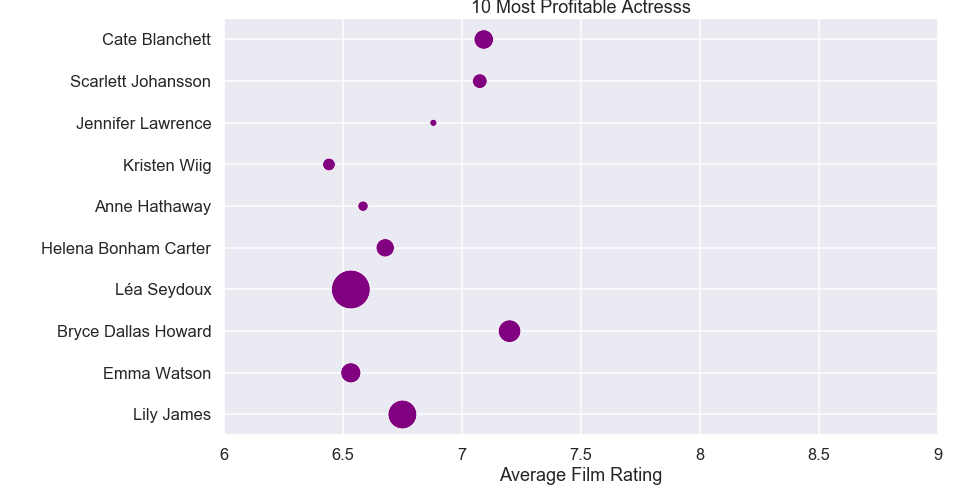 10 Most Profitable Actresss
Cate Blanchett
Scarlett Johansson
Jennifer Lawrence
Kristen Wiig
Anne Hathaway
Helena Bonham Carter
Léa Seydoux
Bryce Dallas Howard
Emma Watson
Lily James
6 6.5 7 7.5 8 8.5 9
Average Film Rating